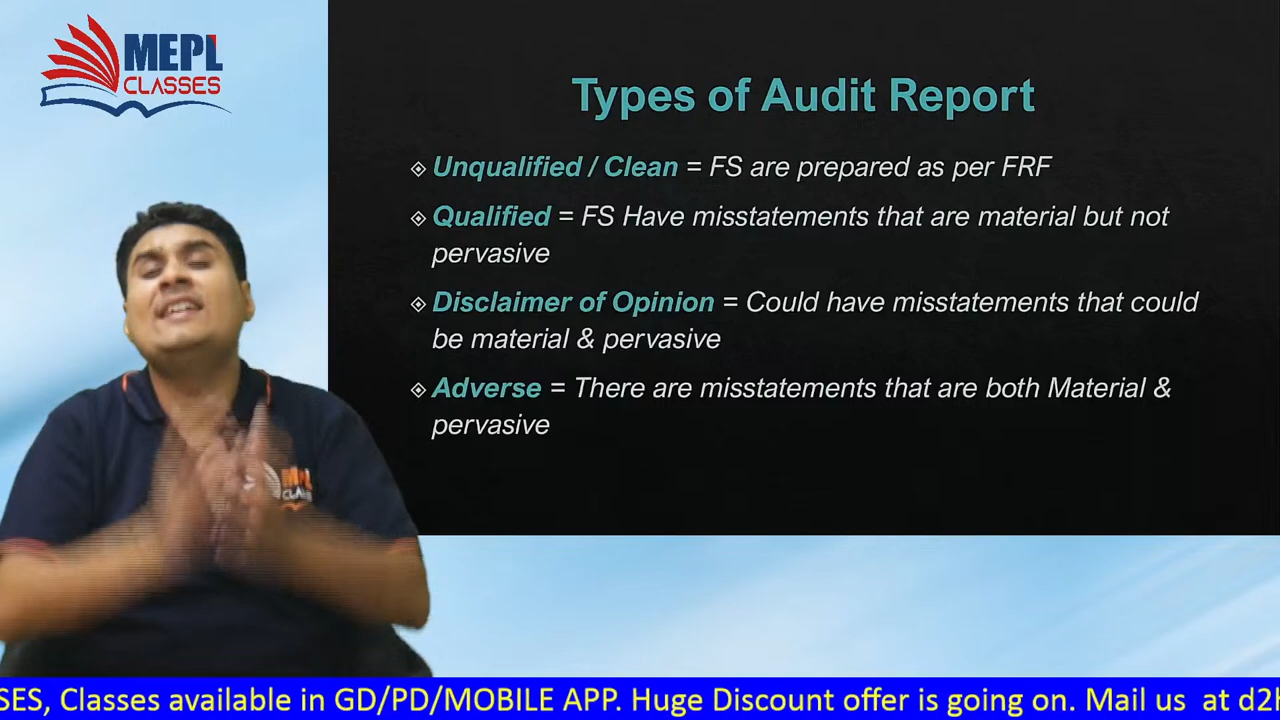 MEPL
CLASSES
Types of Audit Report
Unqualified / Clean = FS are prepared as per FRF
Qualified = FS Have misstatements that are material but not
pervasive
Disclaimer of Opinion = Could have misstatements that could
be material & pervasive
Adverse = There are misstatements that are both Material &
pervasive
SES, Classes available in GD/PD/MOBILE APP. Huge Discount offer is going on. Mail us at d2h